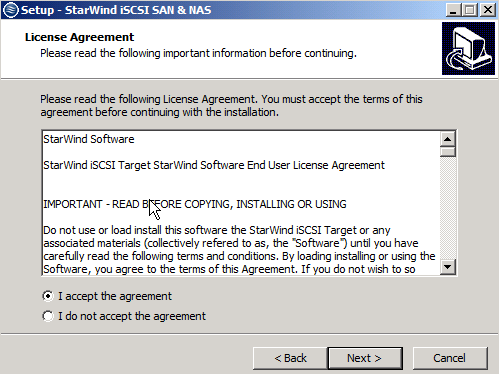 Setup - StarWind iSCSI SAN & NAS
License Agreement
Please read the following important information before continuing.
Please read the following License Agreement. You must accept the terms of this
agreement before continuing with the installation.
StarWind Software
StarWind iSCSI Target StarWind Software End User License Agreement
IMPORTANT - READ BEFORE COPYING, INSTALLING OR USING
Do not use or load install this software the StarWind iSCSI Target or any
associated materials (collectively refered to as, the "Software") until you have
carefully read the following terms and conditions. By loading installing or using the
Software, you agree to the terms of this Agreement. If you do not wish to so
I accept the agreement
I do not accept the agreement
< Back
Next >
Cancel